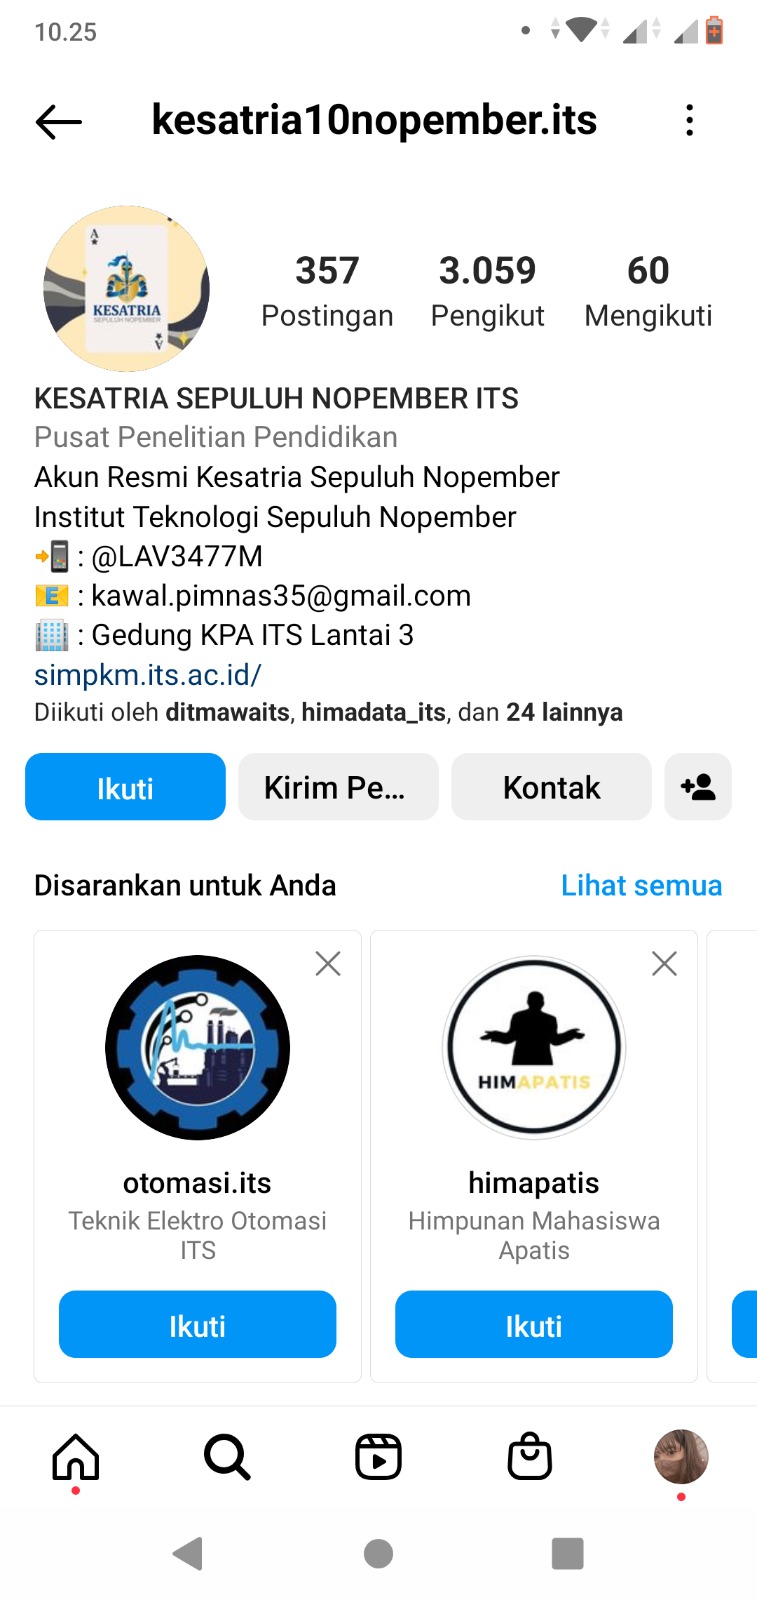 10.25
kesatria10nopember.its
A
KESATRIA
SEPULUH NOPEMBER
A
357
Postingan
3.059
Pengikut
60
Mengikuti
KESATRIA SEPULUH NOPEMBER ITS
Pusat Penelitian Pendidikan
Akun Resmi Kesatria Sepuluh Nopember
Institut Teknologi Sepuluh Nopember
: @LAV3477M
E : kawal.pimnas35@gmail.com
: Gedung KPA ITS Lantai 3
simpkm.its.ac.id/
Diikuti oleh ditmawaits, himadata_its, dan 24 lainnya
Ikuti
Kirim Pe...
Kontak
Disarankan untuk Anda
Lihat semua
otomasi.its
Teknik Elektro Otomasi
ITS
Ikuti
HIMAPATIS
himapatis
Himpunan Mahasiswa
Apatis
Ikuti